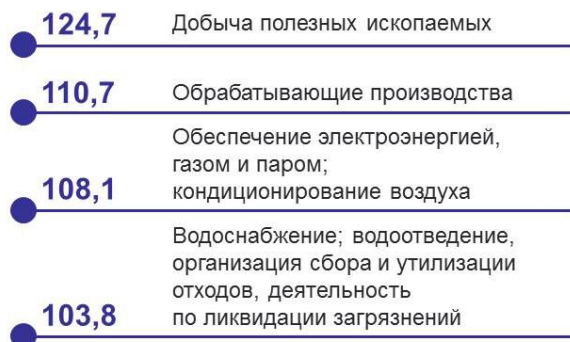 124,7 Добыча полезных ископаемых
110,7 Обрабатывающие производства
Обеспечение электроэнергией,
газом и паром;
108,1 кондиционирование воздуха
Водоснабжение; водоотведение,
организация сбора и утилизации
отходов, деятельность
103,8 по ликвидации загрязнений